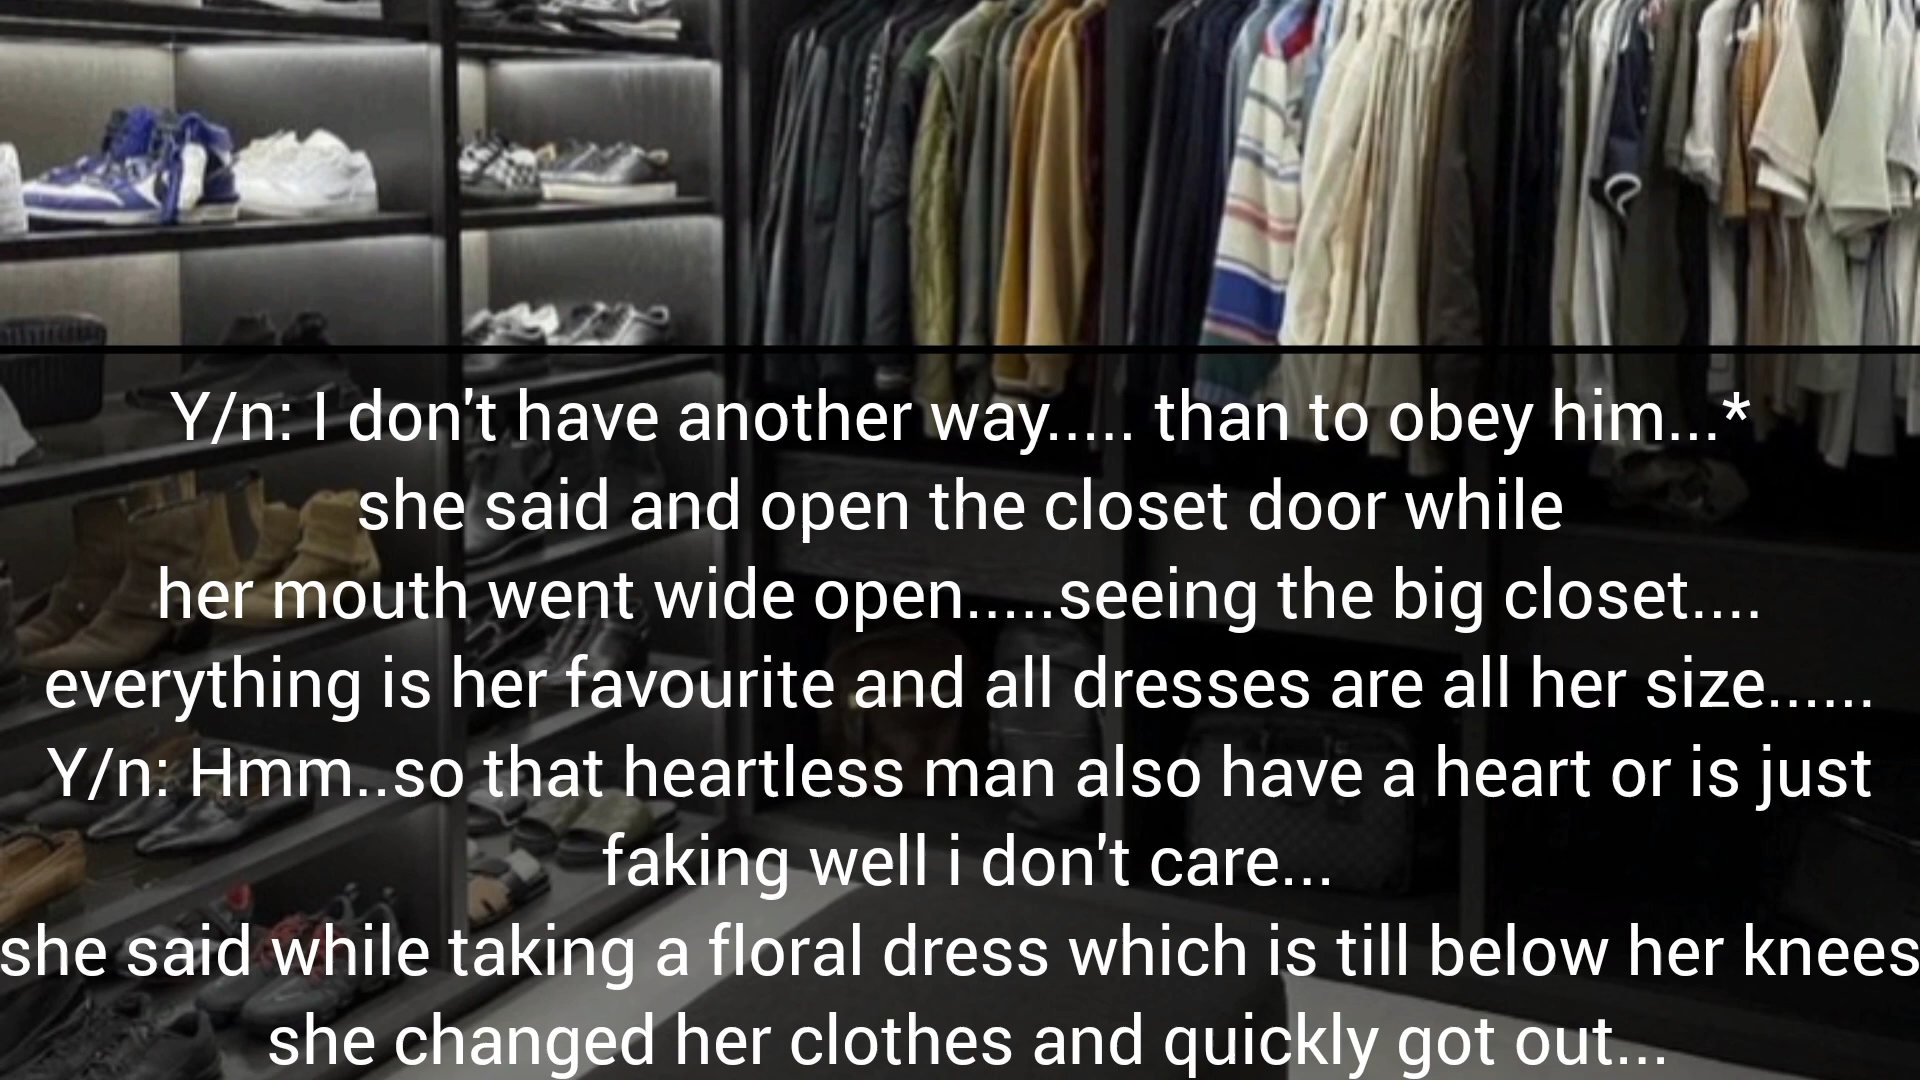 Y/n: I don't have another way..... than to obey him...*
she said and open the closet door while
her mouth went wide open.....seeing the big closet....
everything is her favourite and all dresses are all her size......
Y/n: Hmm..so that heartless man also have a heart or is just
faking well i don't care...
she said while taking a floral dress which is till below her knees
she changed her clothes and quickly got out...